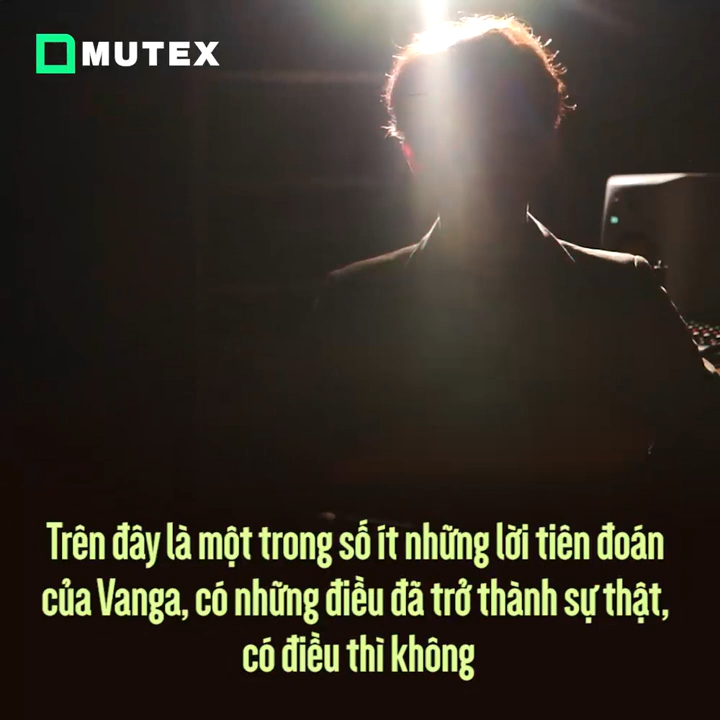 MUTEX
Trên đây là một trong số ít những lời tiên đoán
của Vanga, có những điều đã trở thành sự thật,
có điều thì không